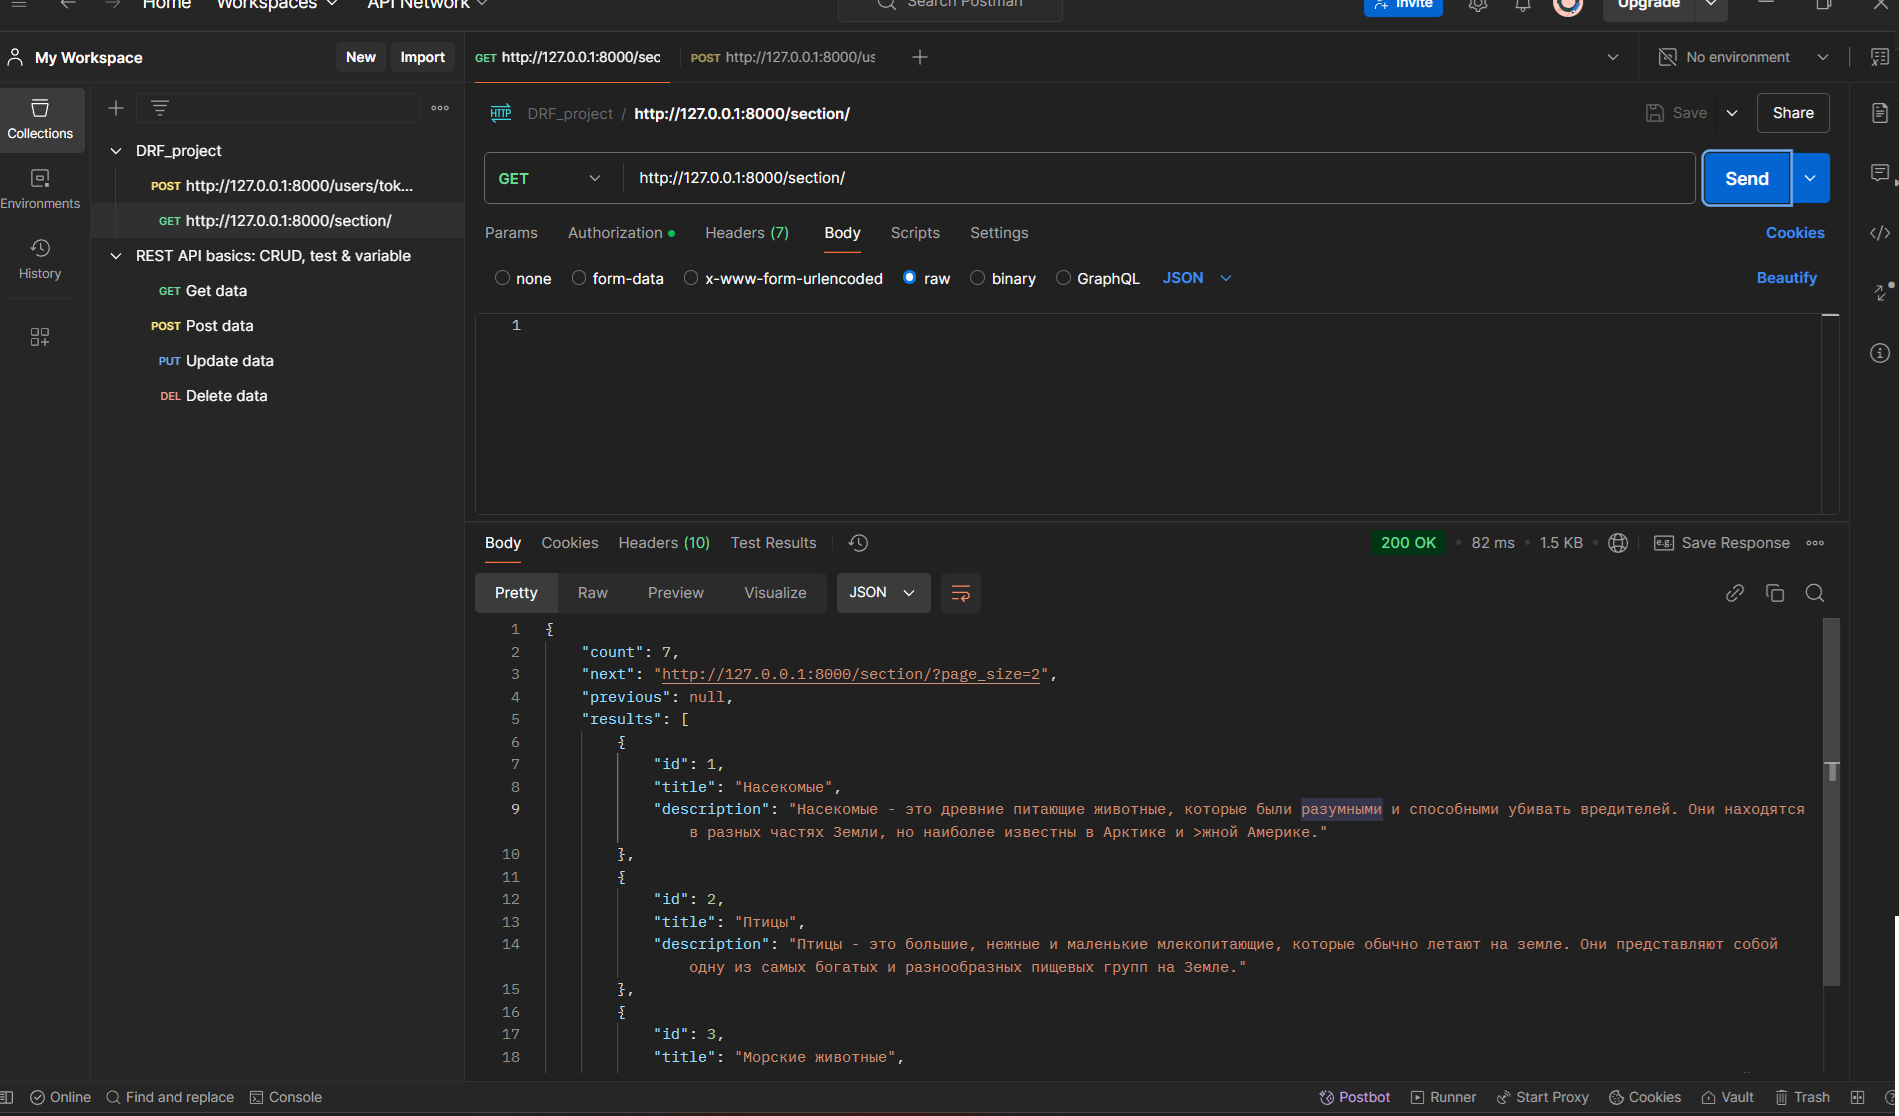 Home Workspaces API Network Search Postman Invite Upgrade
My Workspace New Import GET http://127.0.0.1:8000/sec POST http://127.0.0.1:8000/us No environment
Collections
Environments
History
DRF_project
POST http://127.0.0.1:8000/users/tok...
GET http://127.0.0.1:8000/section/
REST API basics: CRUD, test & variable
GET Get data
POST Post data
PUT Update data
DEL Delete data
HTTP DRF_project / http://127.0.0.1:8000/section/ Save Share
GET http://127.0.0.1:8000/section/ Send
Params Authorization Headers (7) Body Scripts Settings Cookies
none form-data x-www-form-urlencoded raw binary GraphQL JSON Beautify
1
Body Cookies Headers (10) Test Results 200 OK • 82 ms • 1.5 KB • e.g. Save Response
Pretty Raw Preview Visualize JSON
1 {
2 "count": 7,
3 "next": "http://127.0.0.1:8000/section/?page_size=2",
4 "previous": null,
5 "results": [
6 {
7 "id": 1,
8 "title": "Насекомые",
9 "description": "Насекомые - это древние питающие животные, которые были разумными и способными убивать вредителей. Они находятся
в разных частях Земли, но наиболее известны в Арктике и >жной Америке."
10 },
11 {
12 "id": 2,
13 "title": "Птицы",
14 "description": "Птицы - это большие, нежные и маленькие млекопитающие, которые обычно летают на земле. Они представляют собой
одну из самых богатых и разнообразных пищевых групп на Земле."
15 },
16 {
17 "id": 3,
18 "title": "Морские животные",
Online Find and replace Console Postbot Runner Start Proxy Cookies Vault Trash